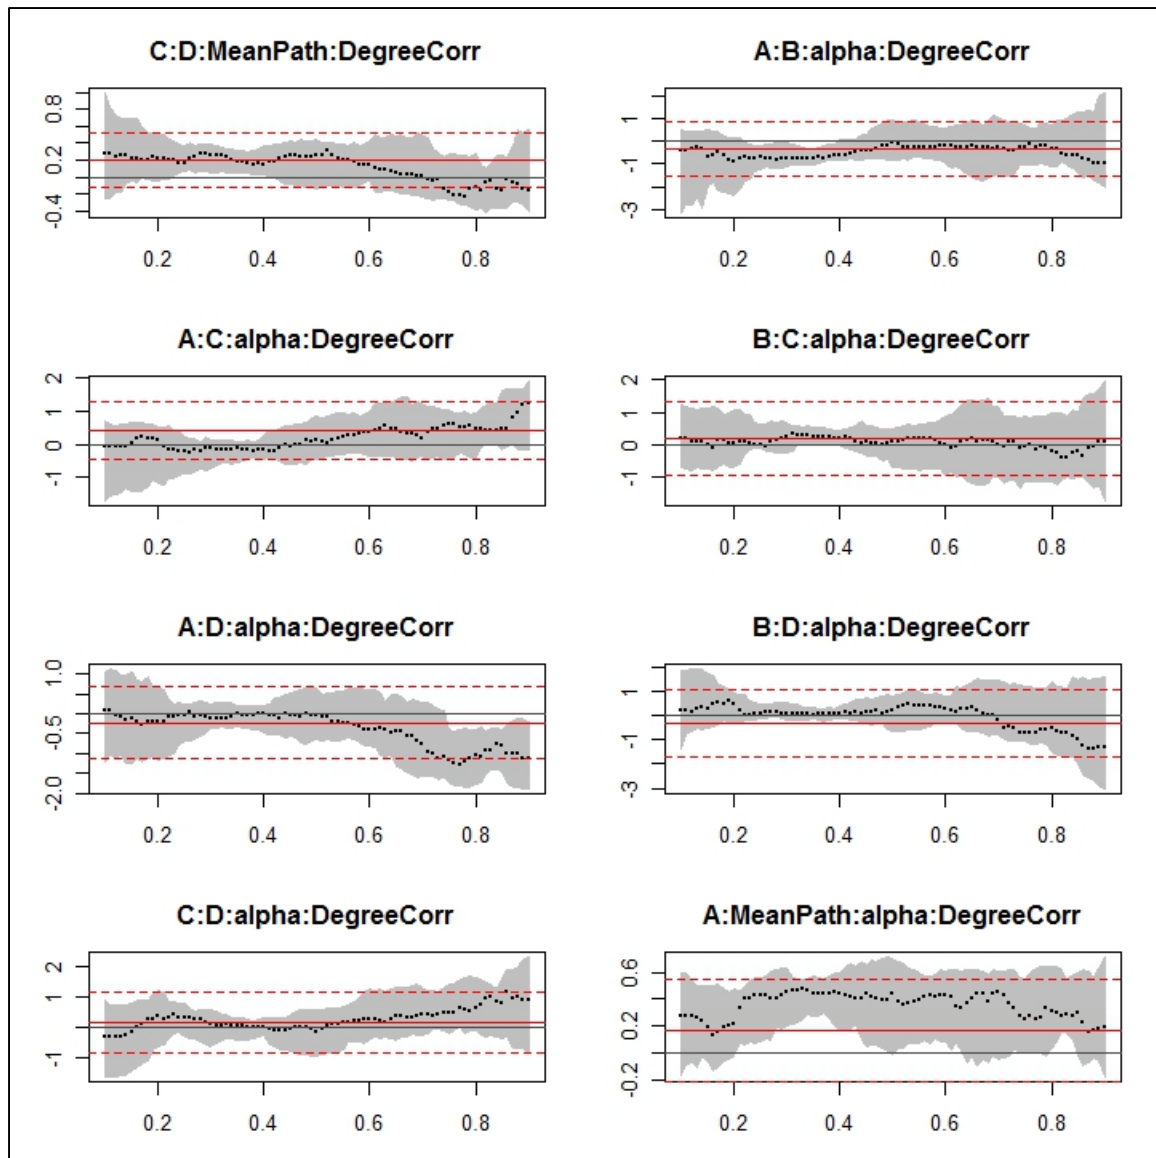 C:D:MeanPath:DegreeCorr
0.8
0.2
-0.4
0.2 0.4 0.6 0.8
A:B:alpha:DegreeCorr
1
-1
-3
0.2 0.4 0.6 0.8
A:C:alpha:DegreeCorr
2
1
0
-1
0.2 0.4 0.6 0.8
B:C:alpha:DegreeCorr
2
1
0
-1
0.2 0.4 0.6 0.8
A:D:alpha:DegreeCorr
1.0
-0.5
-2.0
0.2 0.4 0.6 0.8
B:D:alpha:DegreeCorr
1
-1
-3
0.2 0.4 0.6 0.8
C:D:alpha:DegreeCorr
2
1
-1
0.2 0.4 0.6 0.8
A:MeanPath:alpha:DegreeCorr
0.6
0.2
-0.2
0.2 0.4 0.6 0.8